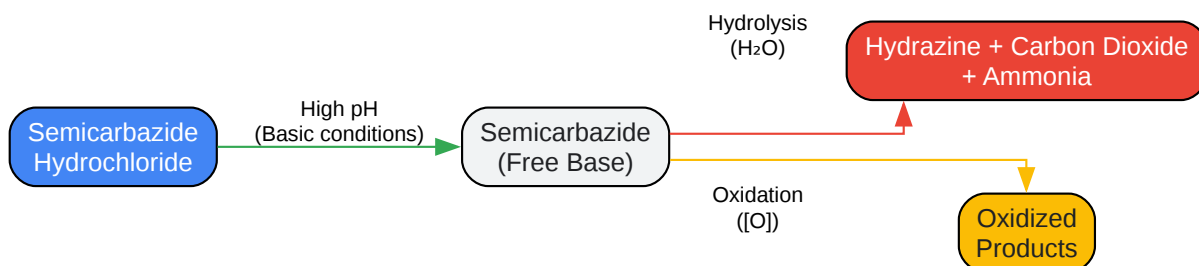 Semicarbazide
Hydrochloride
High pH
(Basic conditions)
Semicarbazide
(Free Base)
Hydrolysis
(H₂O)
Hydrazine + Carbon Dioxide
+ Ammonia
Oxidation
([O])
Oxidized
Products